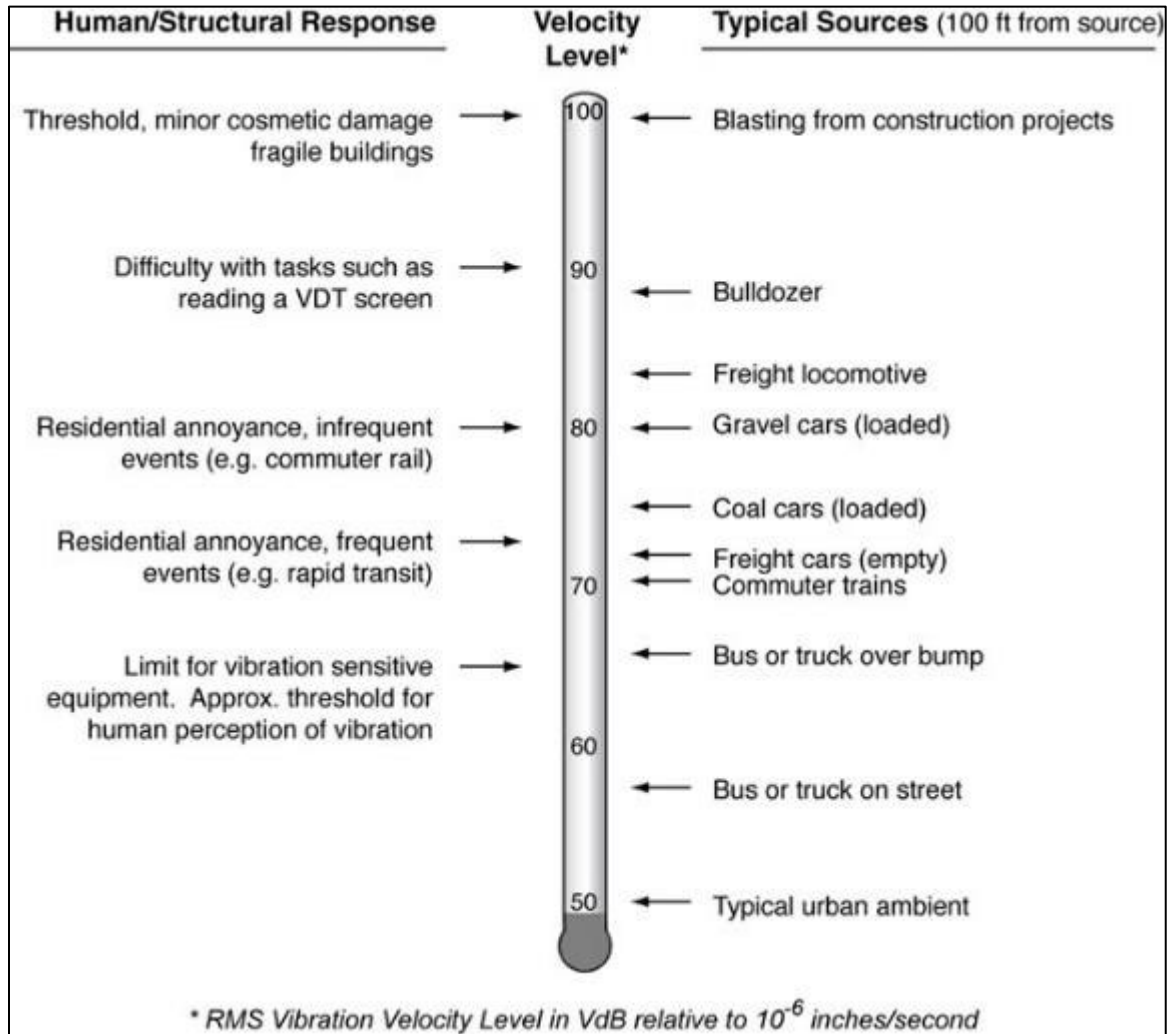 Human/Structural Response
Velocity
Level*
Typical Sources (100 ft from source)
Threshold, minor cosmetic damage
fragile buildings
100
Blasting from construction projects
Difficulty with tasks such as
reading a VDT screen
90
Bulldozer
Freight locomotive
Residential annoyance, infrequent
events (e.g. commuter rail)
80
Gravel cars (loaded)
Coal cars (loaded)
Residential annoyance, frequent
events (e.g. rapid transit)
Freight cars (empty)
70
Commuter trains
Limit for vibration sensitive
equipment. Approx. threshold for
human perception of vibration
Bus or truck over bump
60
Bus or truck on street
50
Typical urban ambient
* RMS Vibration Velocity Level in VdB relative to 10⁻⁶ inches/second